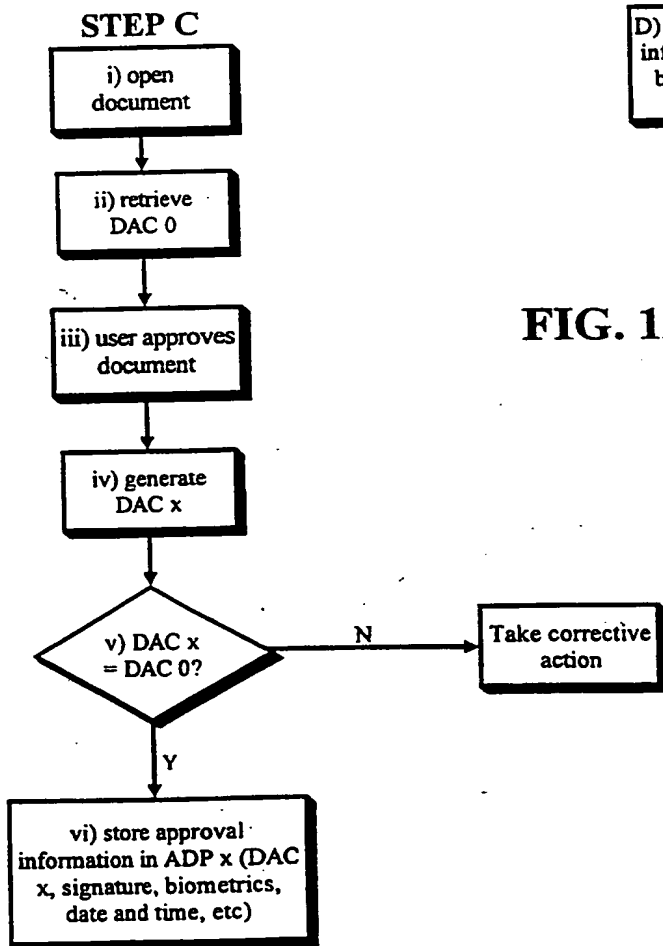 STEP C
i) open
document
ii) retrieve
DAC 0
iii) user approves
document
iv) generate
DAC x
v) DAC x
= DAC 0?
N
Take corrective
action
Y
vi) store approval
information in ADP x (DAC
x, signature, biometrics,
date and time, etc)
D)
FIG. 1